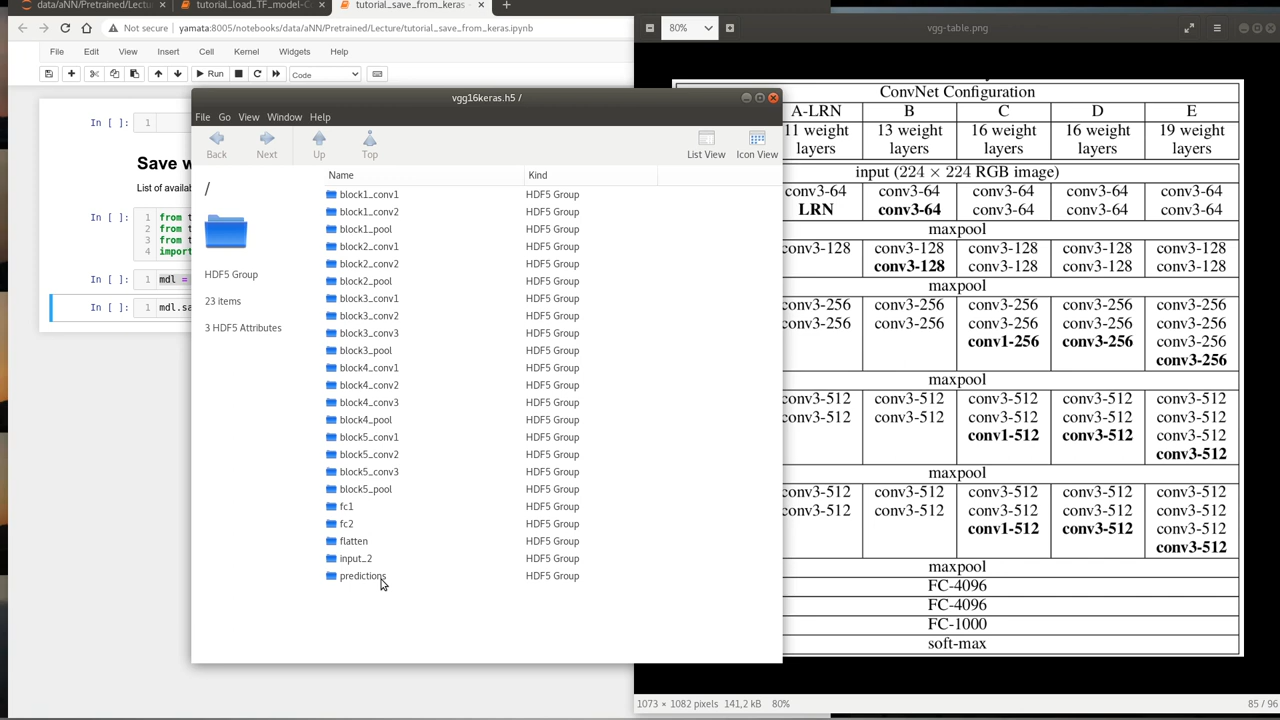 data/aNN/Pretrained/Lectur
tutorial_load_TF_model-C
tutorial_save_from_keras -
Not secure
yamata:8005/notebooks/data/aNN/Pretrained/Lecture/tutorial_save_from_keras.ipynb
File Edit View Insert Cell Kernel Widgets Help
Run
Code
In [ ]: 1
Save w
List of availab
In [ ]:
1 from t
2 from t
3 from t
4 import
In [ ]: 1 mdl =
In [ ]: 1 mdl.sa
vgg16keras.h5 /
File Go View Window Help
Back Next Up Top List View Icon View
/
HDF5 Group
23 items
3 HDF5 Attributes
Name Kind
block1_conv1 HDF5 Group
block1_conv2 HDF5 Group
block1_pool HDF5 Group
block2_conv1 HDF5 Group
block2_conv2 HDF5 Group
block2_pool HDF5 Group
block3_conv1 HDF5 Group
block3_conv2 HDF5 Group
block3_conv3 HDF5 Group
block3_pool HDF5 Group
block4_conv1 HDF5 Group
block4_conv2 HDF5 Group
block4_conv3 HDF5 Group
block4_pool HDF5 Group
block5_conv1 HDF5 Group
block5_conv2 HDF5 Group
block5_conv3 HDF5 Group
block5_pool HDF5 Group
fc1 HDF5 Group
fc2 HDF5 Group
flatten HDF5 Group
input_2 HDF5 Group
predictions HDF5 Group
80%
vgg-table.png
ConvNet Configuration
A-LRN B C D E
11 weight 13 weight 16 weight 16 weight 19 weight
layers layers layers layers layers
input (224 × 224 RGB image)
conv3-64 conv3-64 conv3-64 conv3-64 conv3-64
LRN conv3-64 conv3-64 conv3-64 conv3-64
maxpool
conv3-128 conv3-128 conv3-128 conv3-128 conv3-128
conv3-128 conv3-128 conv3-128 conv3-128
maxpool
conv3-256 conv3-256 conv3-256 conv3-256 conv3-256
conv3-256 conv3-256 conv3-256 conv3-256 conv3-256
conv1-256 conv3-256 conv3-256
conv3-256
maxpool
conv3-512 conv3-512 conv3-512 conv3-512 conv3-512
conv3-512 conv3-512 conv3-512 conv3-512 conv3-512
conv1-512 conv3-512 conv3-512
conv3-512
maxpool
conv3-512 conv3-512 conv3-512 conv3-512 conv3-512
conv3-512 conv3-512 conv3-512 conv3-512 conv3-512
conv1-512 conv3-512 conv3-512
conv3-512
maxpool
FC-4096
FC-4096
FC-1000
soft-max
1073 × 1082 pixels 141,2 kB 80%
85 / 96